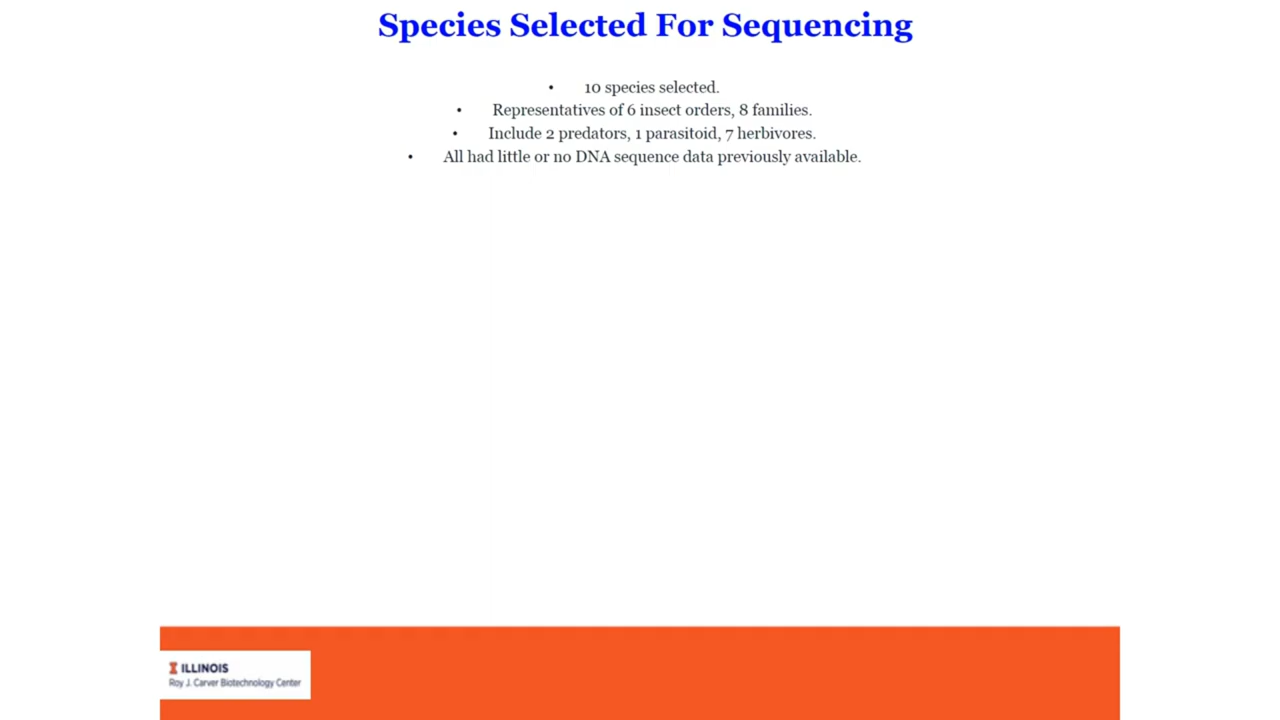 Species Selected For Sequencing
• 10 species selected.
• Representatives of 6 insect orders, 8 families.
• Include 2 predators, 1 parasitoid, 7 herbivores.
• All had little or no DNA sequence data previously available.
I ILLINOIS
Roy J. Carver Biotechnology Center